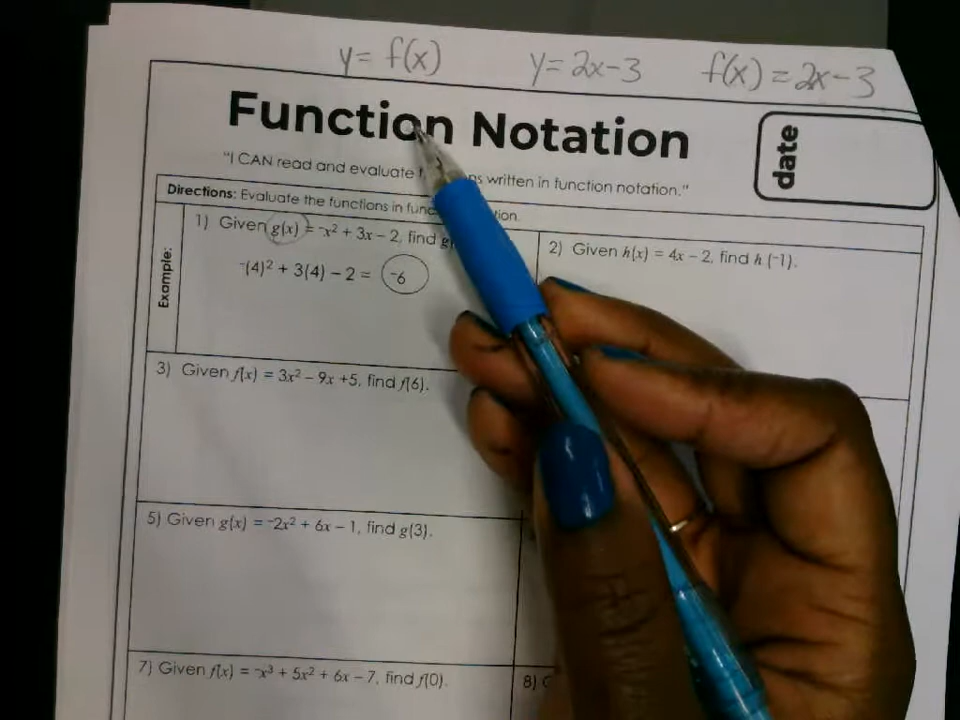 y = f(x) y = 2x - 3 f(x) = 2x - 3
Function Notation
date
"I CAN read and evaluate written in function notation."
Directions: Evaluate the functions in
Example:
1) Given g(x) = ⁻x² + 3x – 2, find
⁻(4)² + 3(4) – 2 = ⁻6
2) Given h(x) = 4x – 2, find h (⁻1).
3) Given f(x) = 3x² – 9x +5, find f(6).
5) Given g(x) = ⁻2x² + 6x – 1, find g(3).
7) Given f(x) = ⁻x³ + 5x² + 6x – 7, find f(0).
8)